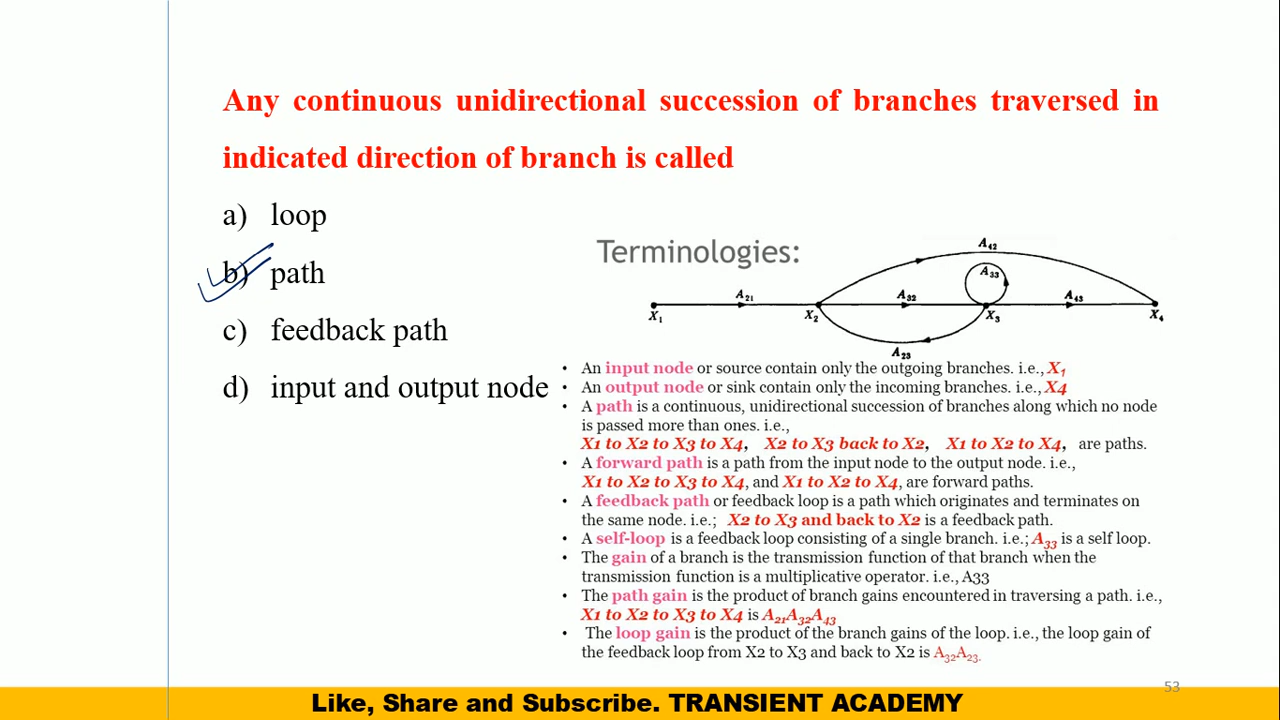 Any continuous unidirectional succession of branches traversed in
indicated direction of branch is called
a) loop
b) path
c) feedback path
d) input and output node
Terminologies:
A42
A33
A21
A32
A43
X1
X2
X3
X4
A23
• An input node or source contain only the outgoing branches. i.e., X1
• An output node or sink contain only the incoming branches. i.e., X4
• A path is a continuous, unidirectional succession of branches along which no node
is passed more than ones. i.e.,
X1 to X2 to X3 to X4, X2 to X3 back to X2, X1 to X2 to X4, are paths.
• A forward path is a path from the input node to the output node. i.e.,
X1 to X2 to X3 to X4, and X1 to X2 to X4, are forward paths.
• A feedback path or feedback loop is a path which originates and terminates on
the same node. i.e.; X2 to X3 and back to X2 is a feedback path.
• A self-loop is a feedback loop consisting of a single branch. i.e.; A33 is a self loop.
• The gain of a branch is the transmission function of that branch when the
transmission function is a multiplicative operator. i.e., A33
• The path gain is the product of branch gains encountered in traversing a path. i.e.,
X1 to X2 to X3 to X4 is A21A32A43
• The loop gain is the product of the branch gains of the loop. i.e., the loop gain of
the feedback loop from X2 to X3 and back to X2 is A32A23.
53
Like, Share and Subscribe. TRANSIENT ACADEMY